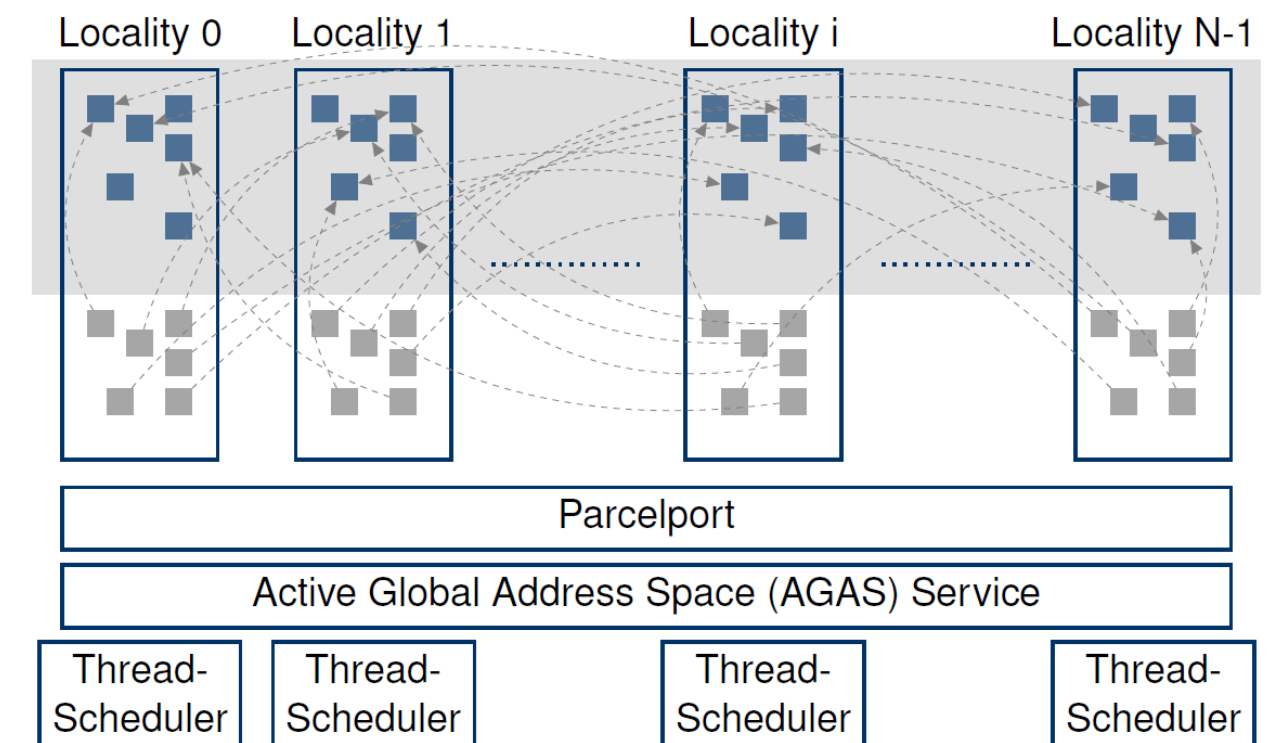 Locality 0
Locality 1
Locality i
Locality N-1
Parcelport
Active Global Address Space (AGAS) Service
Thread-
Scheduler
Thread-
Scheduler
Thread-
Scheduler
Thread-
Scheduler